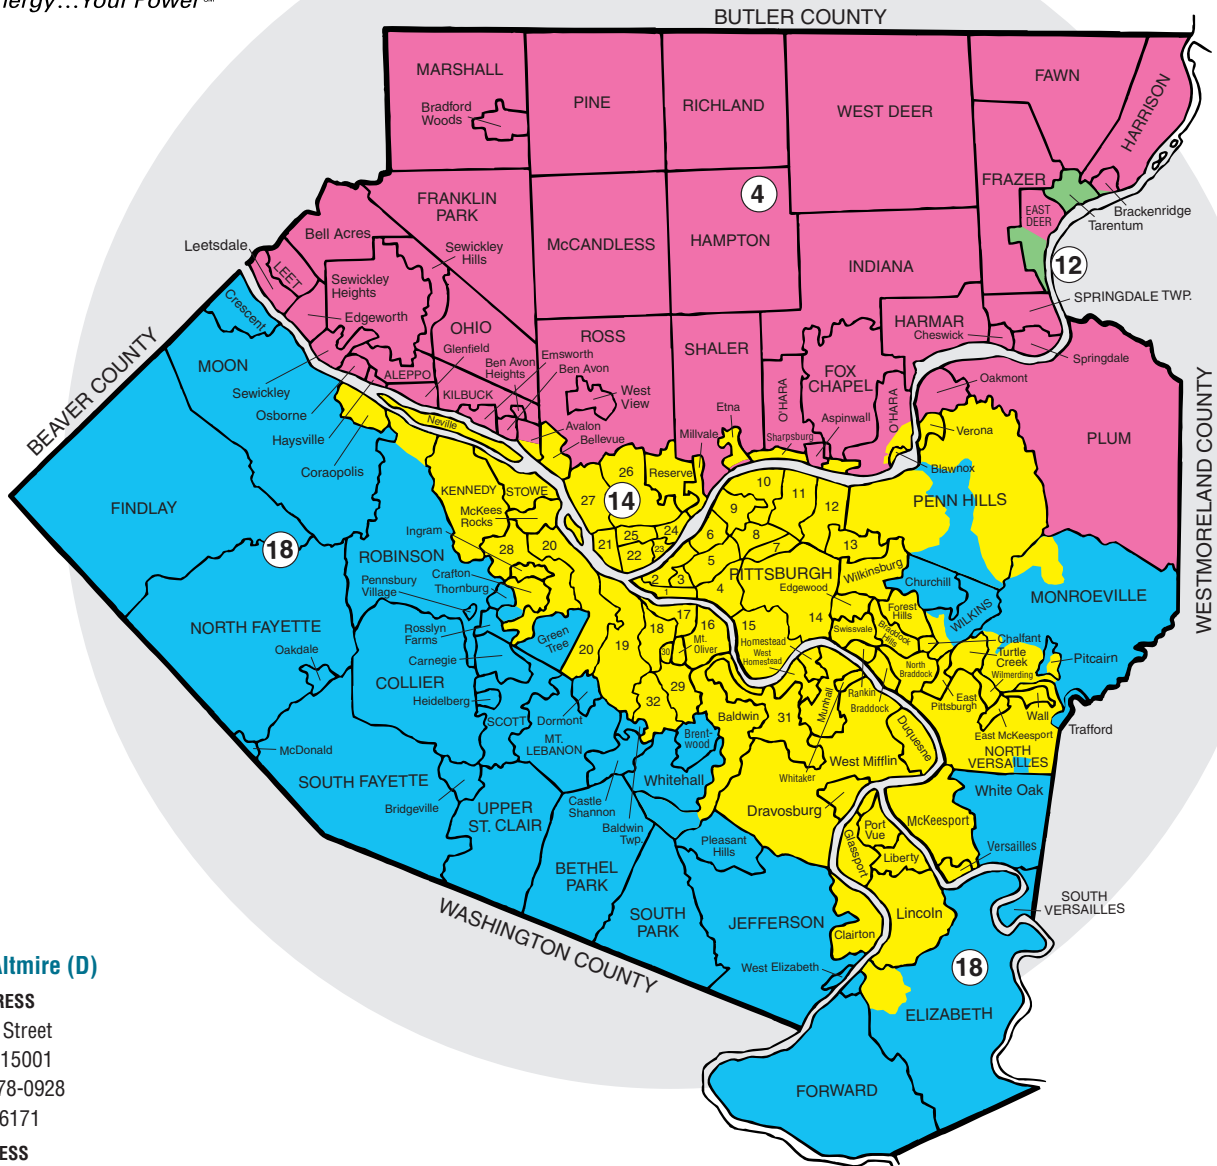 nergy...Your Power
BUTLER COUNTY
MARSHALL
Bradford
Woods
PINE
RICHLAND
WEST DEER
FAWN
HARRISON
FRAZER
FRANKLIN
PARK
4
EAST
DEER
Brackenridge
Tarentum
Bell Acres
Leetsdale
LEET
McCANDLESS
HAMPTON
Sewickley
Hills
INDIANA
12
Sewickley
Heights
Crescent
Edgeworth
SPRINGDALE TWP.
OHIO
ROSS
SHALER
HARMAR
Cheswick
Glenfield
Emsworth
Ben Avon
Heights
Ben Avon
MOON
ALEPPO
FOX
CHAPEL
Springdale
BEAVER COUNTY
Sewickley
KILBUCK
West
View
O'HARA
O'HARA
Oakmont
WESTMORELAND COUNTY
Osborne
Etna
Aspinwall
Haysville
Neville
Avalon
Bellevue
Millvale
Sharpsburg
Verona
PLUM
Coraopolis
26
Reserve
Blawnox
KENNEDY
STOWE
27
14
10
11
PENN HILLS
FINDLAY
McKees
Rocks
9
12
Ingram
25
24
6
8
18
ROBINSON
28
20
21
22
23
7
13
Crafton
5
PITTSBURGH
Wilkinsburg
Pennsbury
Village
Thornburg
2
3
4
Edgewood
Churchill
1
MONROEVILLE
NORTH FAYETTE
Rosslyn
Farms
Green
Tree
17
16
15
14
Forest
Hills
WILKINS
Oakdale
18
Swissvale
Braddock
Hills
Chalfant
Carnegie
20
19
30
Mt.
Oliver
Homestead
West
Homestead
Turtle
Creek
Pitcairn
COLLIER
North
Braddock
Wilmerding
Heidelberg
29
Munhall
Rankin
East
Pittsburgh
32
Braddock
SCOTT
Dormont
Baldwin
31
Wall
MT.
LEBANON
Brent-
wood
Duquesne
East McKeesport
Trafford
McDonald
NORTH
VERSAILLES
West Mifflin
SOUTH FAYETTE
Whitehall
Whitaker
White Oak
Bridgeville
UPPER
ST. CLAIR
Castle
Shannon
Dravosburg
Baldwin
Twp.
Port
Vue
McKeesport
Pleasant
Hills
Glassport
Liberty
Versailles
BETHEL
PARK
SOUTH
VERSAILLES
WASHINGTON COUNTY
SOUTH
PARK
JEFFERSON
Lincoln
Clairton
Altmire (D)
West Elizabeth
18
RESS
Street
ELIZABETH
15001
78-0928
FORWARD
6171
ESS